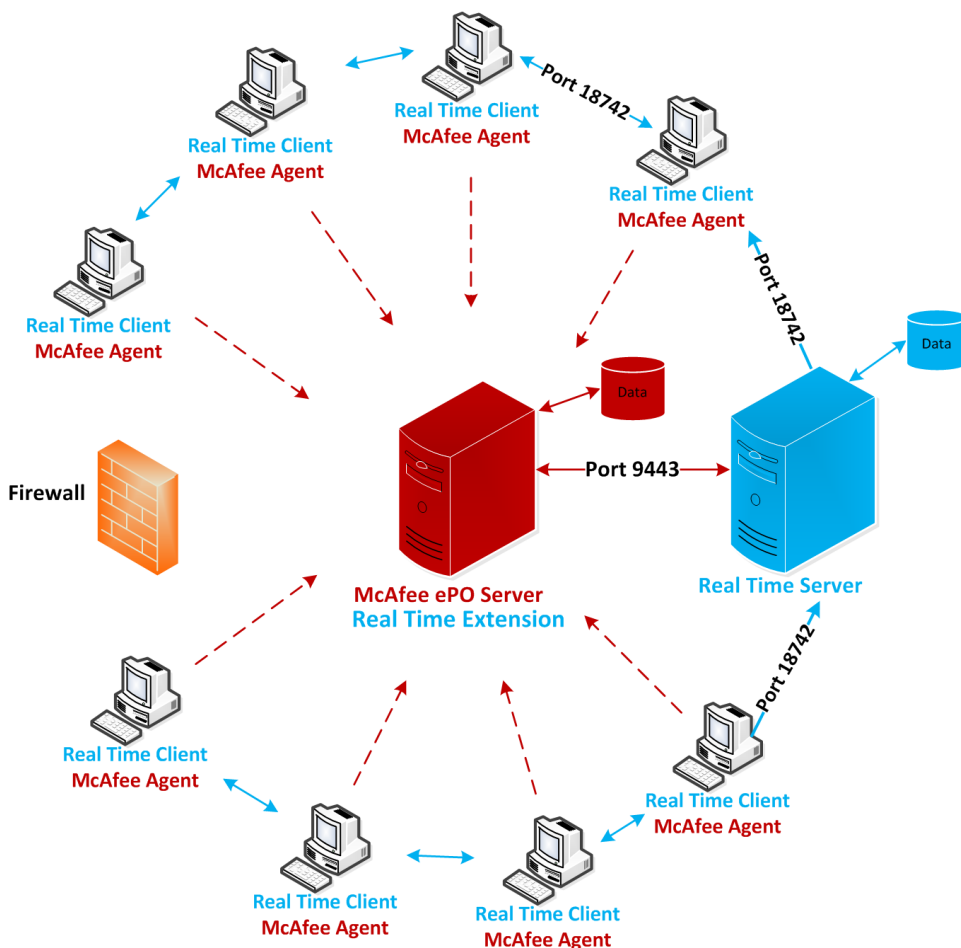 Real Time Client
McAfee Agent
Real Time Client
McAfee Agent
Port 18742
Real Time Client
McAfee Agent
Real Time Client
McAfee Agent
Port 18742
Data
Data
Firewall
Port 9443
McAfee ePO Server
Real Time Extension
Real Time Server
Port 18742
Real Time Client
McAfee Agent
Real Time Client
McAfee Agent
Real Time Client
McAfee Agent
Real Time Client
McAfee Agent